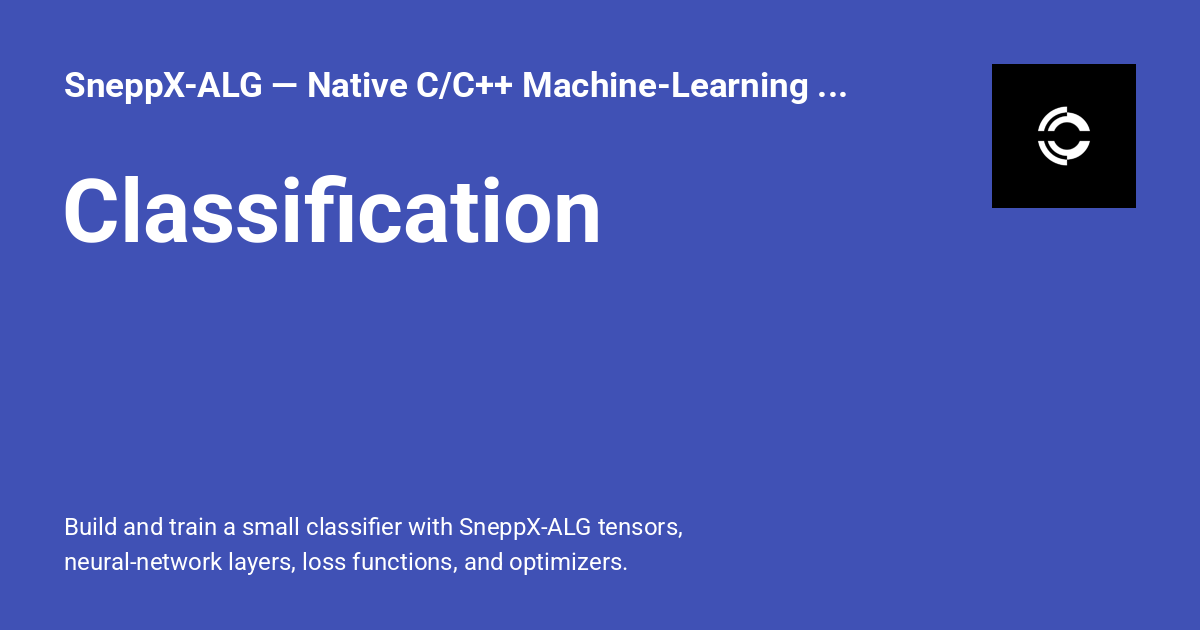 SneppX-ALG — Native C/C++ Machine-Learning ...
Classification
Build and train a small classifier with SneppX-ALG tensors,
neural-network layers, loss functions, and optimizers.